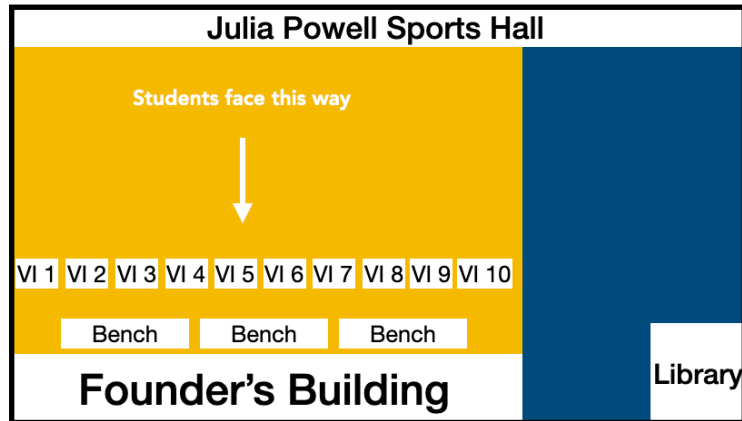 Julia Powell Sports Hall
Students face this way
VI 1 VI 2 VI 3 VI 4 VI 5 VI 6 VI 7 VI 8 VI 9 VI 10
Bench Bench Bench
Founder's Building
Library